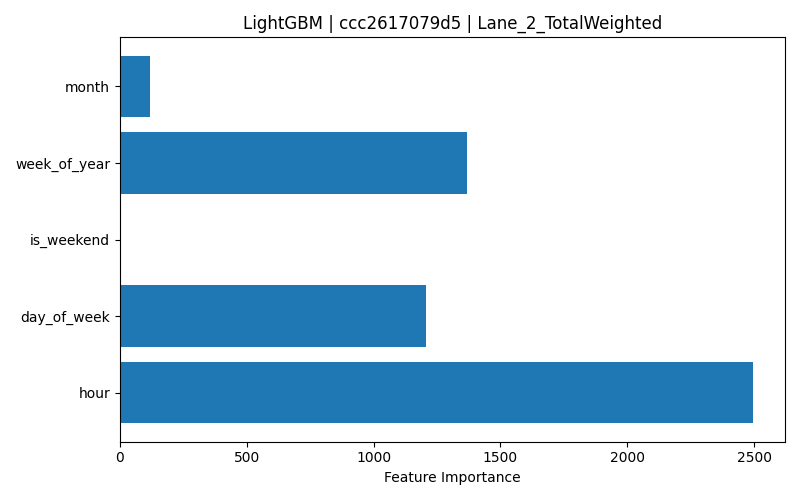 LightGBM | ccc2617079d5 | Lane_2_TotalWeighted
month
week_of_year
is_weekend
day_of_week
hour
0 500 1000 1500 2000 2500
Feature Importance